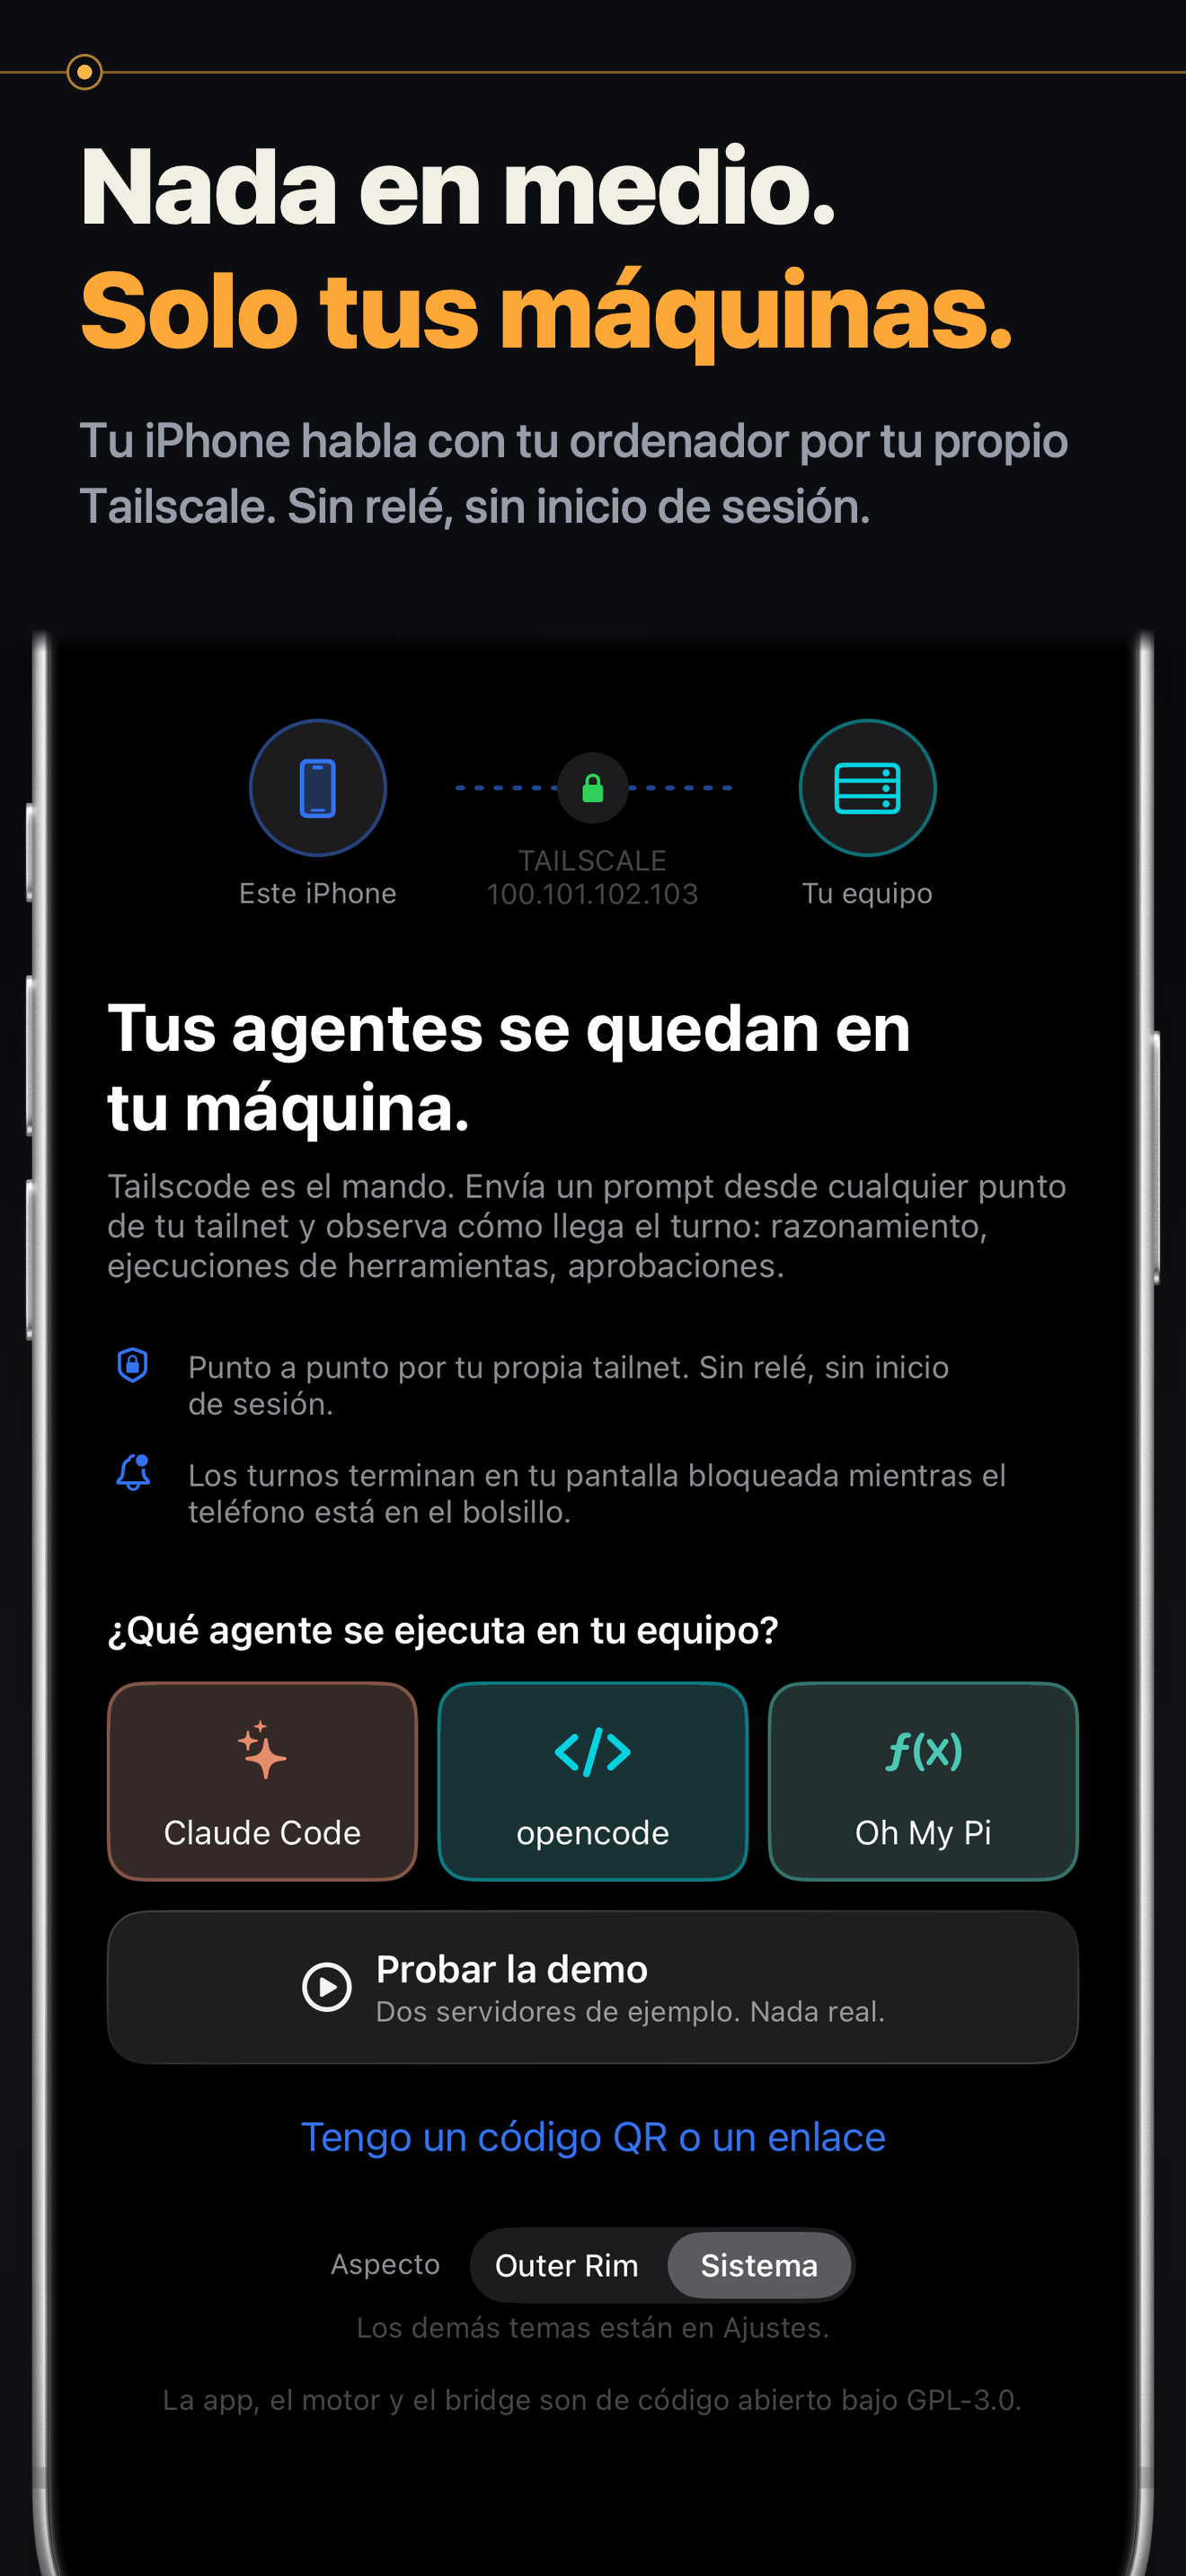 Nada en medio.
Solo tus máquinas.
Tu iPhone habla con tu ordenador por tu propio
Tailscale. Sin relé, sin inicio de sesión.
TAILSCALE
Este iPhone
100.101.102.103
Tu equipo
Tus agentes se quedan en
tu máquina.
Tailscode es el mando. Envía un prompt desde cualquier punto
de tu tailnet y observa cómo llega el turno: razonamiento,
ejecuciones de herramientas, aprobaciones.
Punto a punto por tu propia tailnet. Sin relé, sin inicio
de sesión.
Los turnos terminan en tu pantalla bloqueada mientras el
teléfono está en el bolsillo.
¿Qué agente se ejecuta en tu equipo?
</>
ƒ(x)
Claude Code
opencode
Oh My Pi
Probar la demo
Dos servidores de ejemplo. Nada real.
Tengo un código QR o un enlace
Aspecto
Outer Rim
Sistema
Los demás temas están en Ajustes.
La app, el motor y el bridge son de código abierto bajo GPL-3.0.